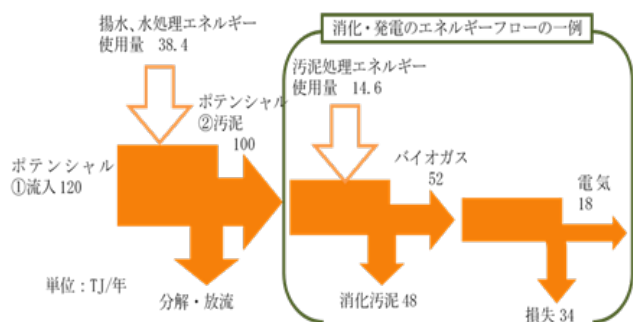 消化・発電のエネルギーフローの一例
揚水、水処理エネルギー
使用量 38.4
汚泥処理エネルギー
使用量 14.6
ポテンシャル
②汚泥
100
ポテンシャル
①流入 120
バイオガス
52
電気
18
単位：TJ/年
分解・放流
消化汚泥 48
損失 34